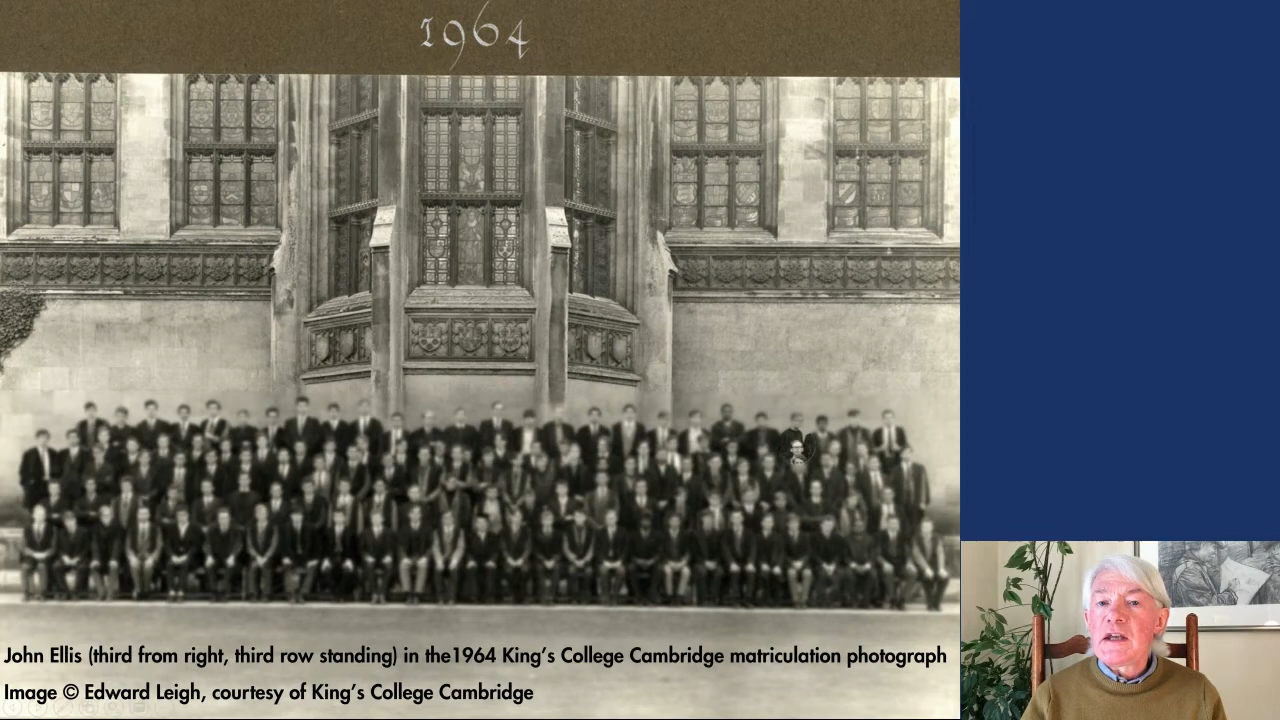 1964
John Ellis (third from right, third row standing) in the1964 King's College Cambridge matriculation photograph
Image © Edward Leigh, courtesy of King's College Cambridge